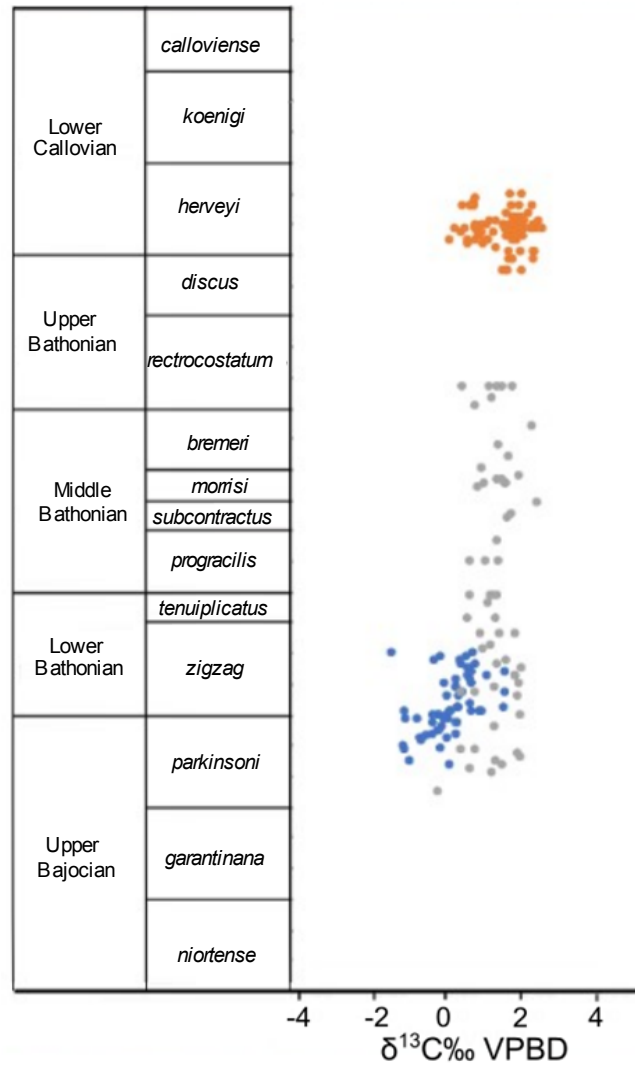 calloviense
koenigi
Lower
Callovian
herveyi
discus
Upper
Bathonian
rectrocostatum
bremeri
Middle
Bathonian
morrisi
subcontractus
progracilis
tenuiplicatus
Lower
Bathonian
zigzag
parkinsoni
Upper
Bajocian
garantinana
niortense
-4 -2 0 2 4
δ¹³C‰ VPBD